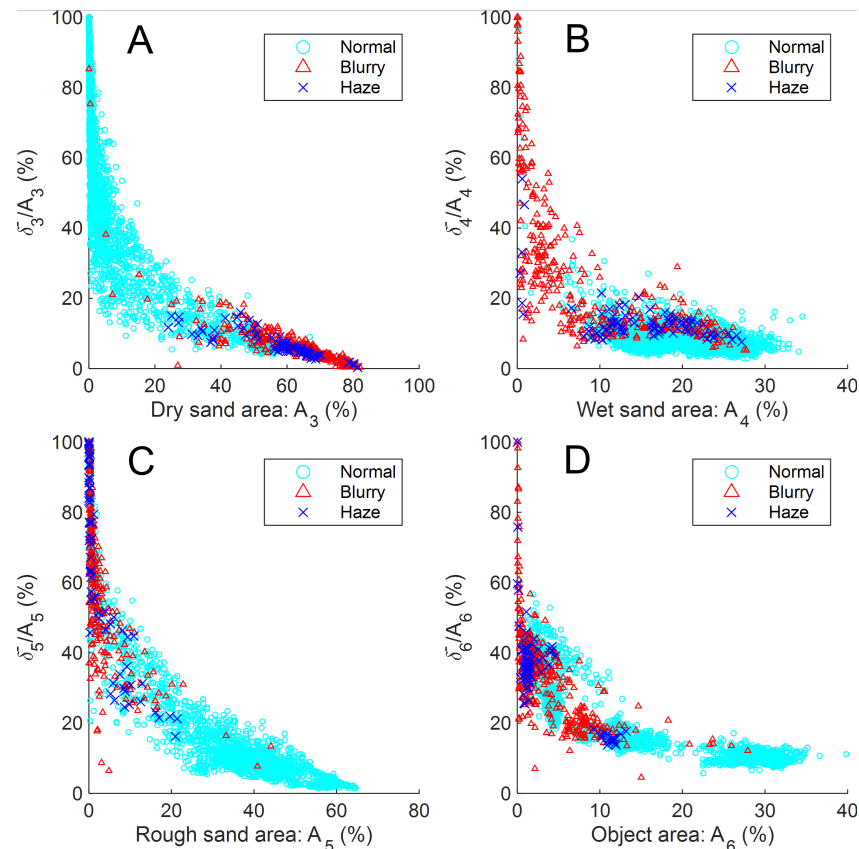 A
Normal
Blurry
Haze
100
80
60
40
20
0
δ̄₃/A₃ (%)
0 20 40 60 80 100
Dry sand area: A₃ (%)
B
Normal
Blurry
Haze
100
80
60
40
20
0
δ̄₄/A₄ (%)
0 10 20 30 40
Wet sand area: A₄ (%)
C
Normal
Blurry
Haze
100
80
60
40
20
0
δ̄₅/A₅ (%)
0 20 40 60 80
Rough sand area: A₅ (%)
D
Normal
Blurry
Haze
100
80
60
40
20
0
δ̄₆/A₆ (%)
0 10 20 30 40
Object area: A₆ (%)